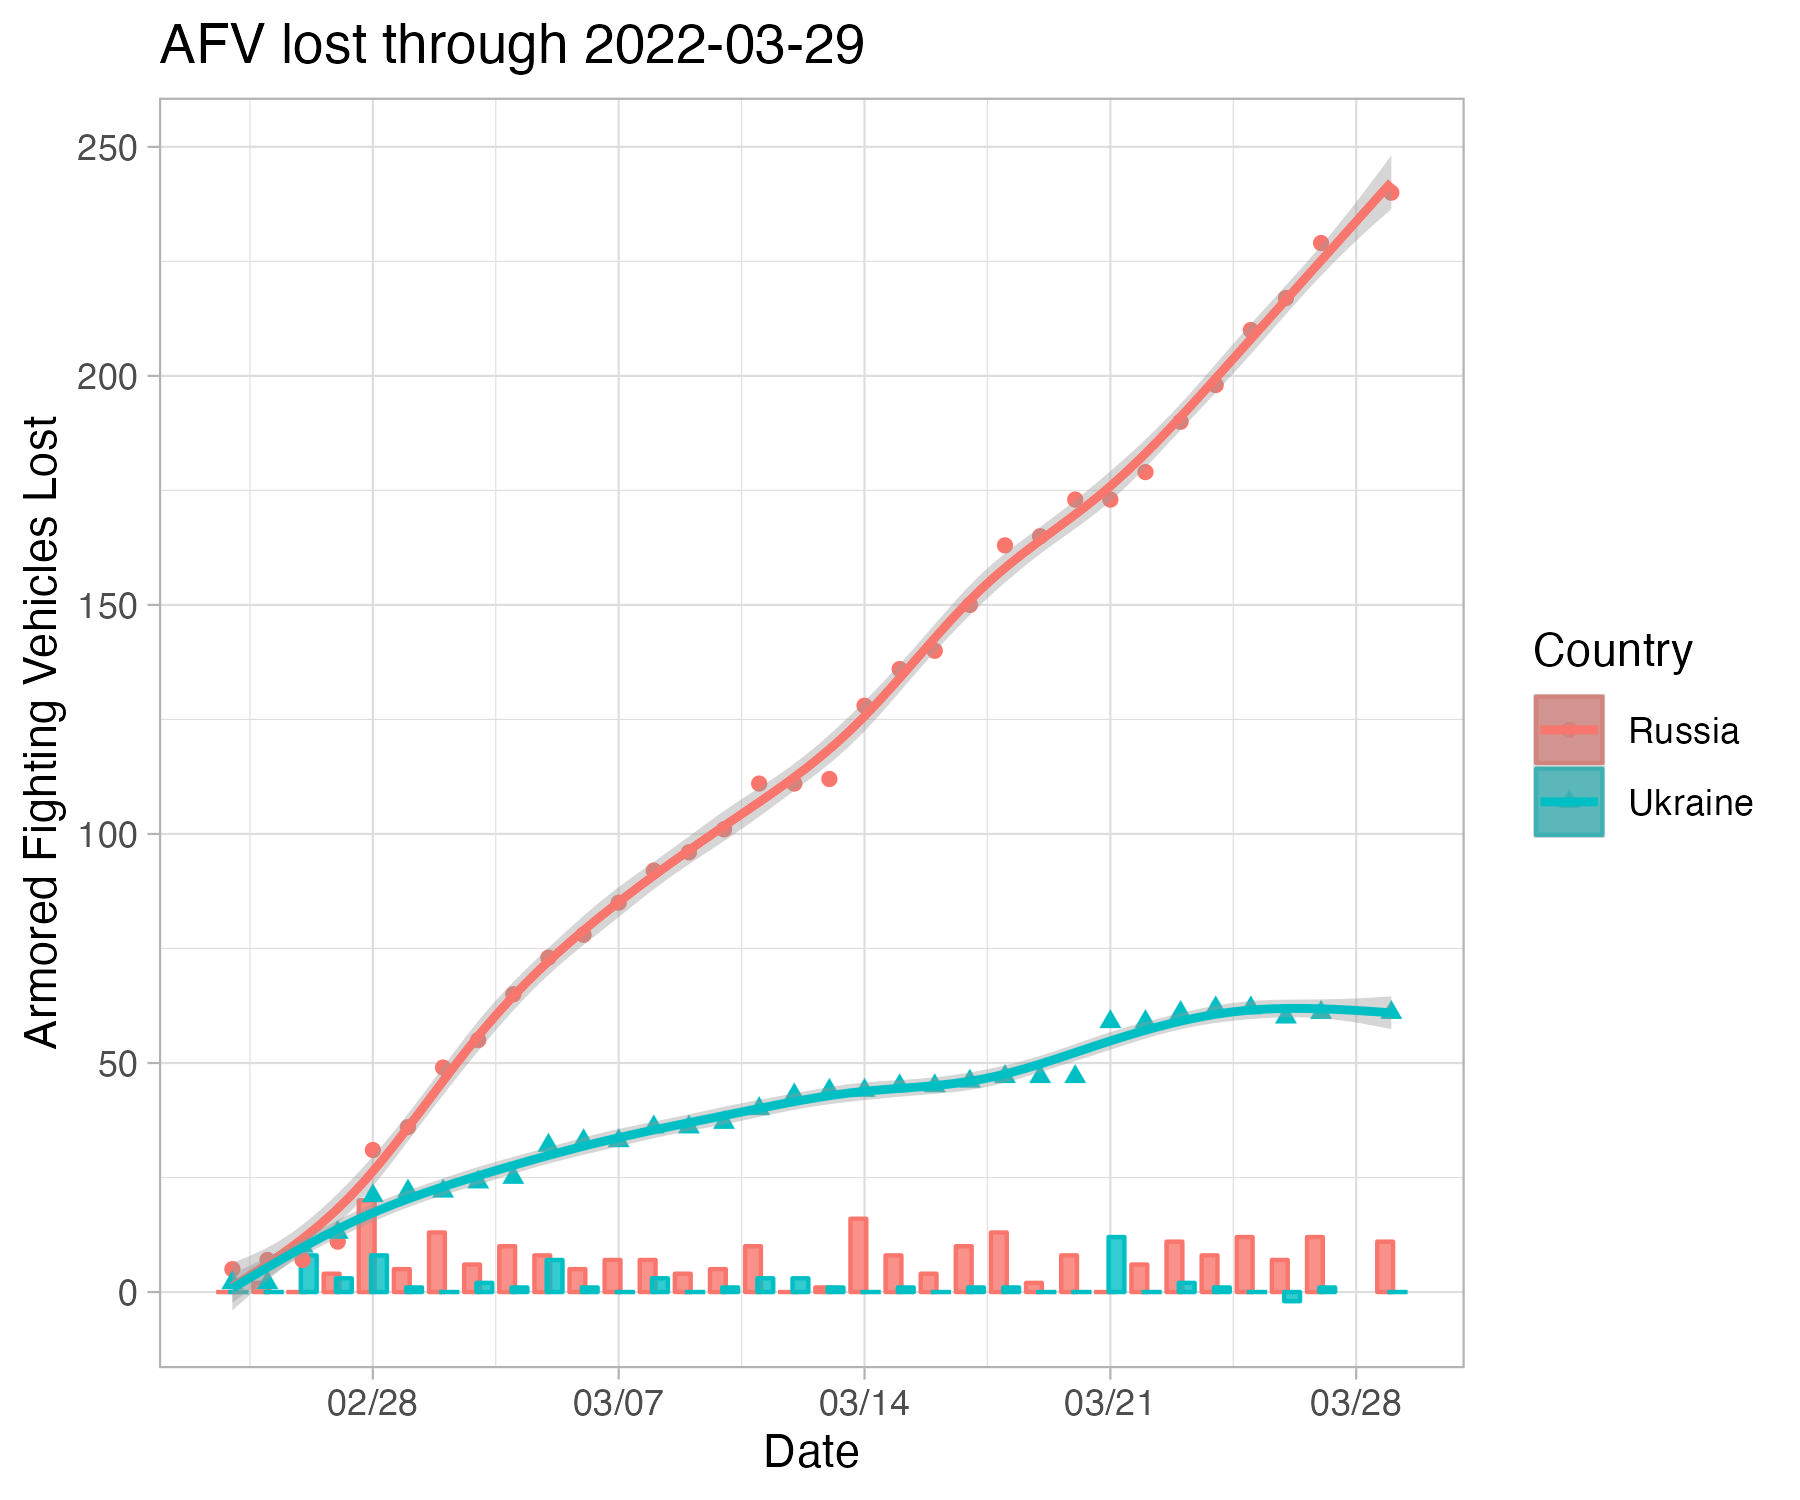 AFV lost through 2022-03-29
Armored Fighting Vehicles Lost
250
200
150
100
50
0
02/28 03/07 03/14 03/21 03/28
Date
Country
Russia
Ukraine